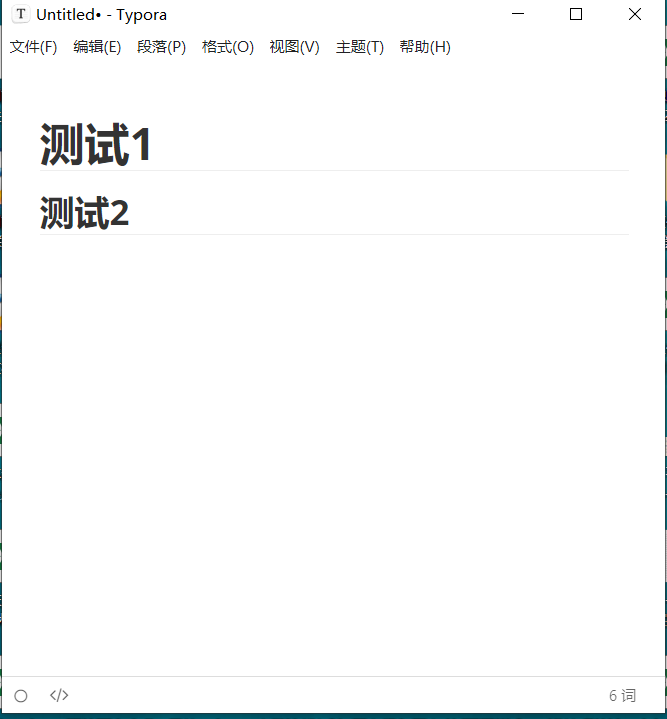 T Untitled• - Typora
文件(F) 编辑(E) 段落(P) 格式(O) 视图(V) 主题(T) 帮助(H)
测试1
测试2
</> 6 词